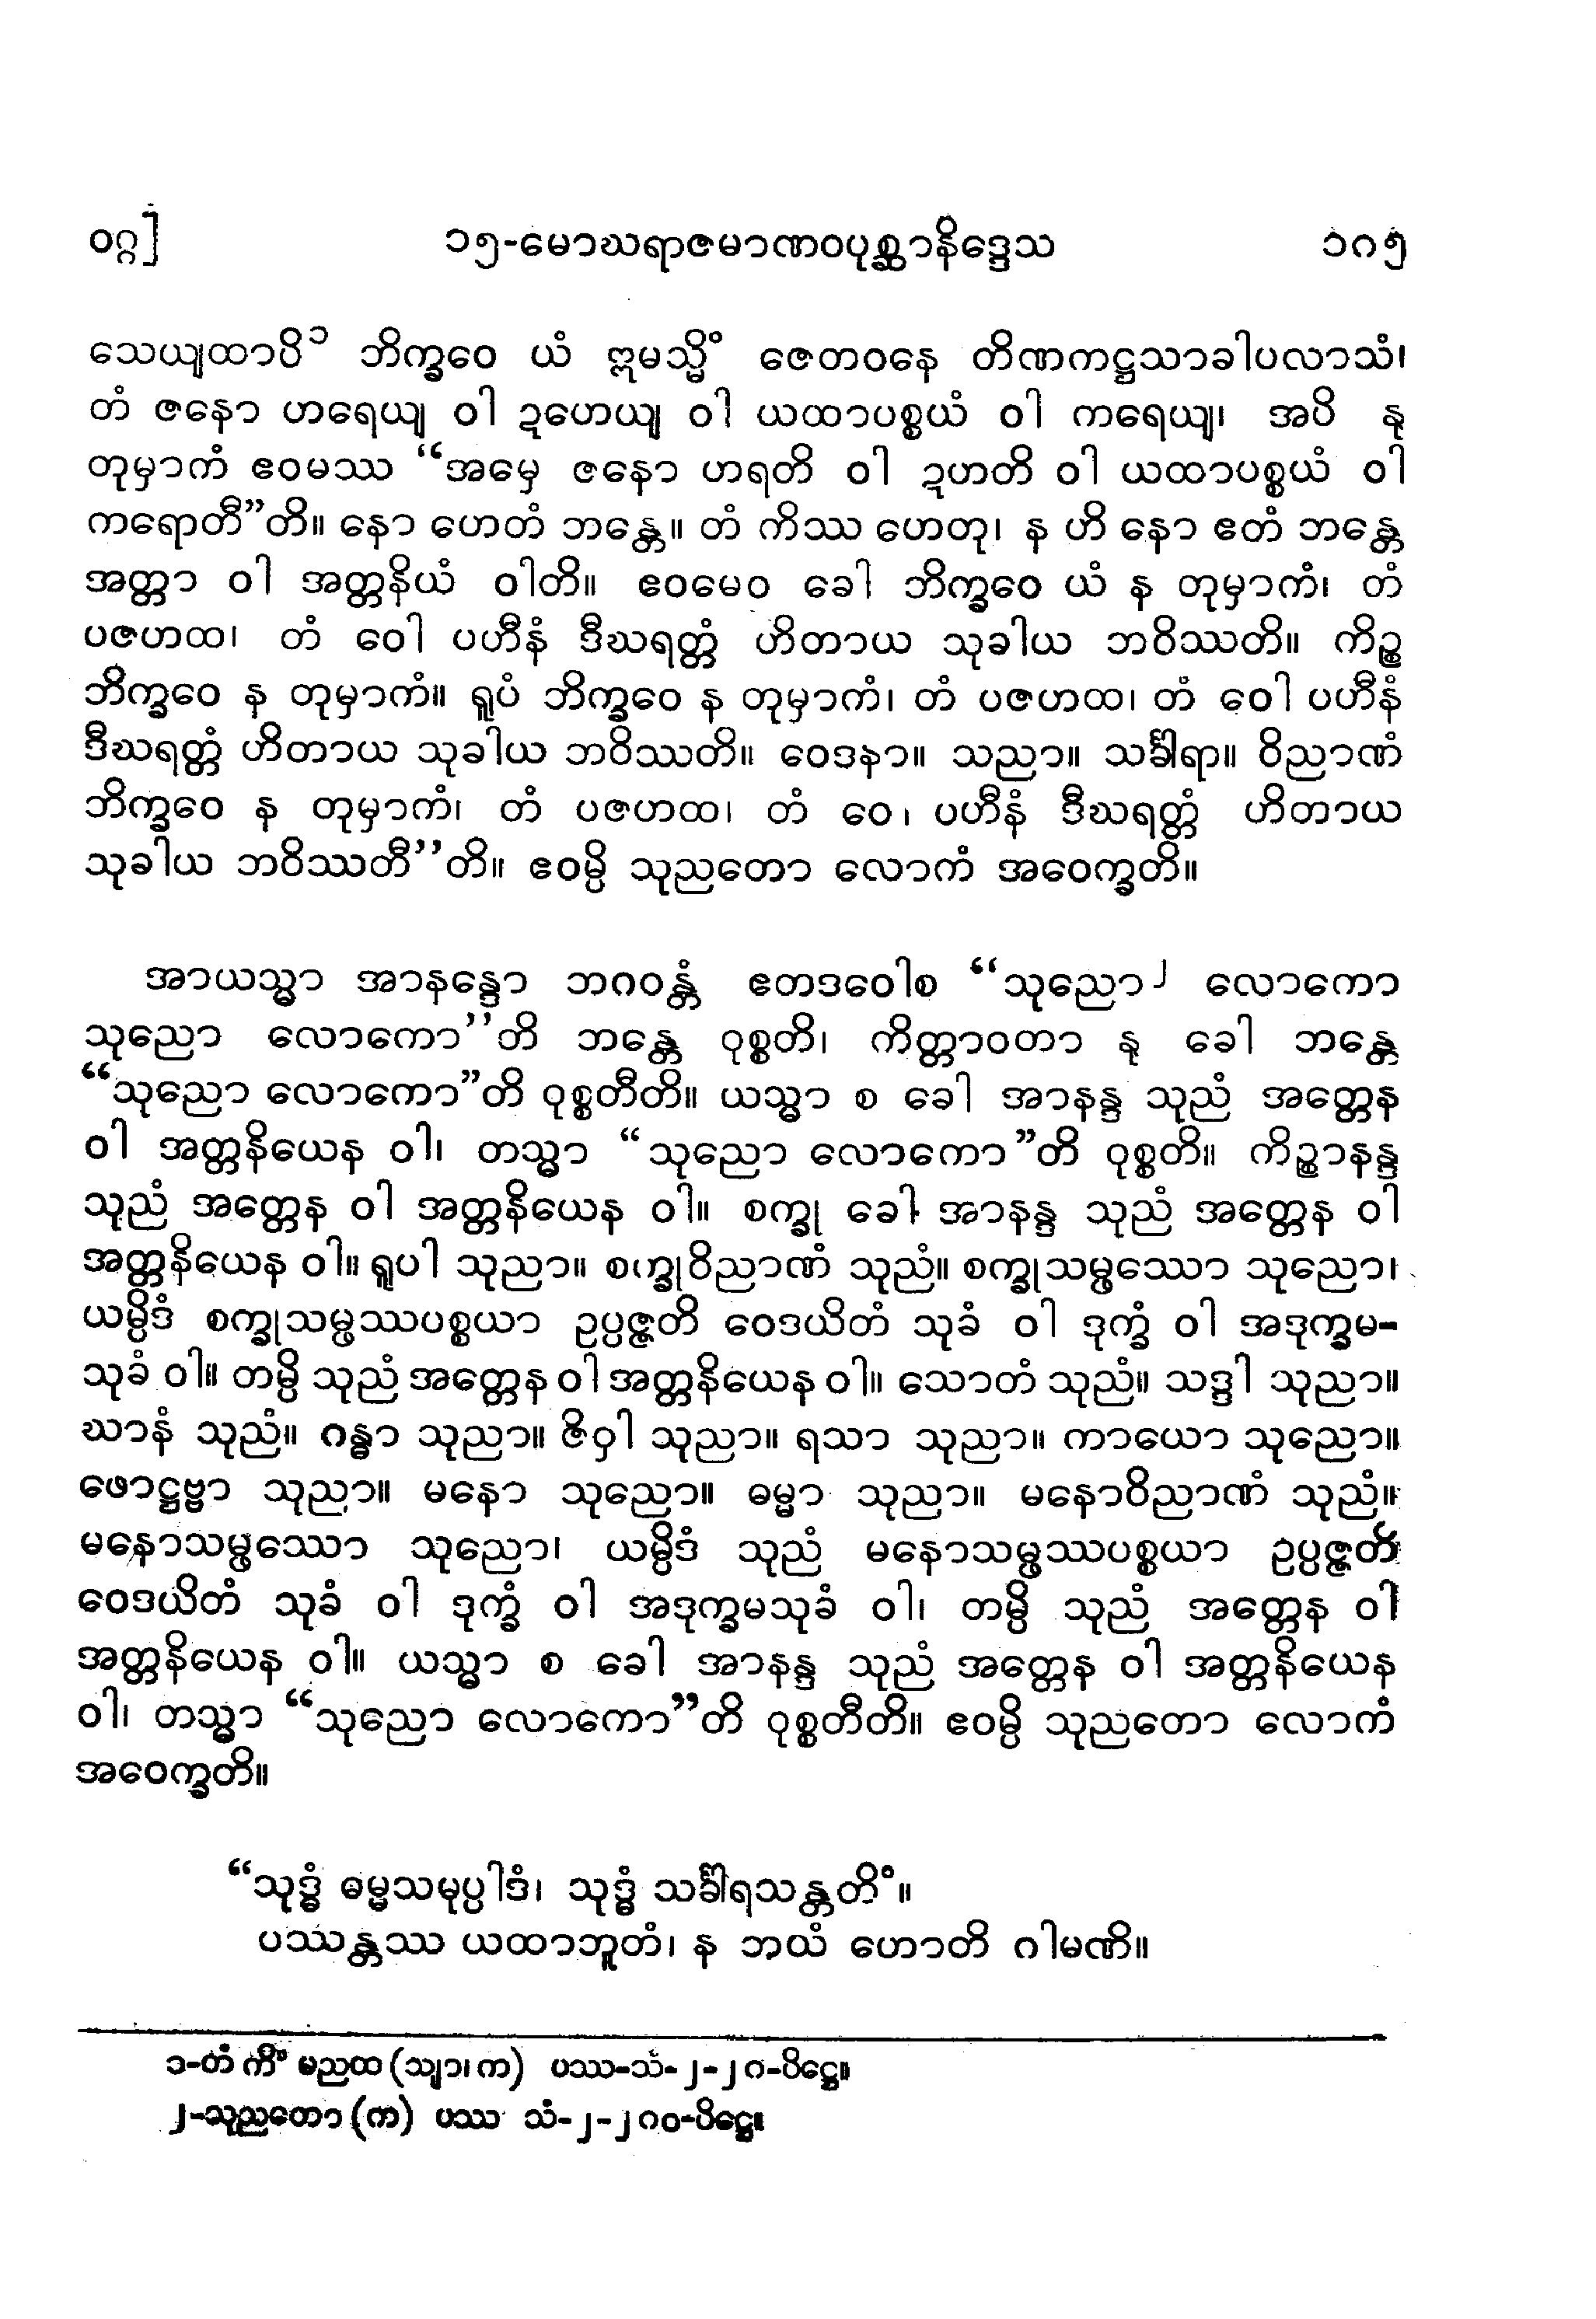 ဝဂ္ဂ] ၁၅-မောဃရာဇမာဏဝပုစ္ဆာနိဒ္ဒေသ ၁၈၅
သေယျထာပိ၁ ဘိက္ခဝေ ယံ ဣမသ္မိံ ဇေတဝနေ တိဏကဋ္ဌသာခါပလာသံ၊
တံ ဇနော ဟရေယျ ဝါ ဍဟေယျ ဝါ ယထာပစ္စယံ ဝါ ကရေယျ၊ အပိ နု
တုမှာကံ ဧဝမဿ “အမှေ ဇနော ဟရတိ ဝါ ဍဟတိ ဝါ ယထာပစ္စယံ ဝါ
ကရောတီ”တိ။ နော ဟေတံ ဘန္တေ။ တံ ကိဿ ဟေတု၊ န ဟိ နော ဧတံ ဘန္တေ
အတ္တာ ဝါ အတ္တနိယံ ဝါတိ။ ဧဝမေဝ ခေါ ဘိက္ခဝေ ယံ န တုမှာကံ၊ တံ
ပဇဟထ၊ တံ ဝေါ ပဟီနံ ဒီဃရတ္တံ ဟိတာယ သုခါယ ဘဝိဿတိ။ ကိဉ္စ
ဘိက္ခဝေ န တုမှာကံ။ ရူပံ ဘိက္ခဝေ န တုမှာကံ၊ တံ ပဇဟထ၊ တံ ဝေါ ပဟီနံ
ဒီဃရတ္တံ ဟိတာယ သုခါယ ဘဝိဿတိ။ ဝေဒနာ။ သညာ။ သင်္ခါရာ။ ဝိညာဏံ
ဘိက္ခဝေ န တုမှာကံ၊ တံ ပဇဟထ၊ တံ ဝေ၊ ပဟီနံ ဒီဃရတ္တံ ဟိတာယ
သုခါယ ဘဝိဿတီ’’တိ။ ဧဝမ္ပိ သုညတော လောကံ အဝေက္ခတိ။
အာယသ္မာ အာနန္ဒော ဘဂဝန္တံ ဧတဒဝေါစ “သုညော၂ လောကော
သုညော လောကော’’တိ ဘန္တေ ဝုစ္စတိ၊ ကိတ္တာဝတာ နု ခေါ ဘန္တေ
“သုညော လောကော”တိ ဝုစ္စတီတိ။ ယသ္မာ စ ခေါ အာနန္ဒ သုညံ အတ္တေန
ဝါ အတ္တနိယေန ဝါ၊ တသ္မာ “သုညော လောကော”တိ ဝုစ္စတိ။ ကိဉ္စာနန္ဒ
သုညံ အတ္တေန ဝါ အတ္တနိယေန ဝါ။ စက္ခု ခေါ အာနန္ဒ သုညံ အတ္တေန ဝါ
အတ္တနိယေန ဝါ။ ရူပါ သုညာ။ စက္ခုဝိညာဏံ သုညံ။ စက္ခုသမ္ဖဿော သုညော၊
ယမ္ပိဒံ စက္ခုသမ္ဖဿပစ္စယာ ဥပ္ပဇ္ဇတိ ဝေဒယိတံ သုခံ ဝါ ဒုက္ခံ ဝါ အဒုက္ခမ-
သုခံ ဝါ။ တမ္ပိ သုညံ အတ္တေန ဝါ အတ္တနိယေန ဝါ။ သောတံ သုညံ။ သဒ္ဒါ သုညာ။
ဃာနံ သုညံ။ ဂန္ဓာ သုညာ။ ဇိဝှါ သုညာ။ ရသာ သုညာ။ ကာယော သုညော။
ဖောဋ္ဌဗ္ဗာ သုညာ။ မနော သုညော။ ဓမ္မာ သုညာ။ မနောဝိညာဏံ သုညံ။
မနောသမ္ဖဿော သုညော၊ ယမ္ပိဒံ သုညံ မနောသမ္ဖဿပစ္စယာ ဥပ္ပဇ္ဇတိ
ဝေဒယိတံ သုခံ ဝါ ဒုက္ခံ ဝါ အဒုက္ခမသုခံ ဝါ၊ တမ္ပိ သုညံ အတ္တေန ဝါ
အတ္တနိယေန ဝါ။ ယသ္မာ စ ခေါ အာနန္ဒ သုညံ အတ္တေန ဝါ အတ္တနိယေန
ဝါ၊ တသ္မာ “သုညော လောကော”တိ ဝုစ္စတီတိ။ ဧဝမ္ပိ သုညတော လောကံ
အဝေက္ခတိ။
“သုဒ္ဓံ ဓမ္မသမုပ္ပါဒံ၊ သုဒ္ဓံ သင်္ခါရသန္တတိံ။
ပဿန္တဿ ယထာဘူတံ၊ န ဘယံ ဟောတိ ဂါမဏိ။
၁-တံ ကိံ မညထ (သျာ၊ က) ပဿ-သံ-၂-၂၈-ပိဋ္ဌေ။
၂-သုညတော (က) ပဿ သံ-၂-၂၈၀-ပိဋ္ဌေ။